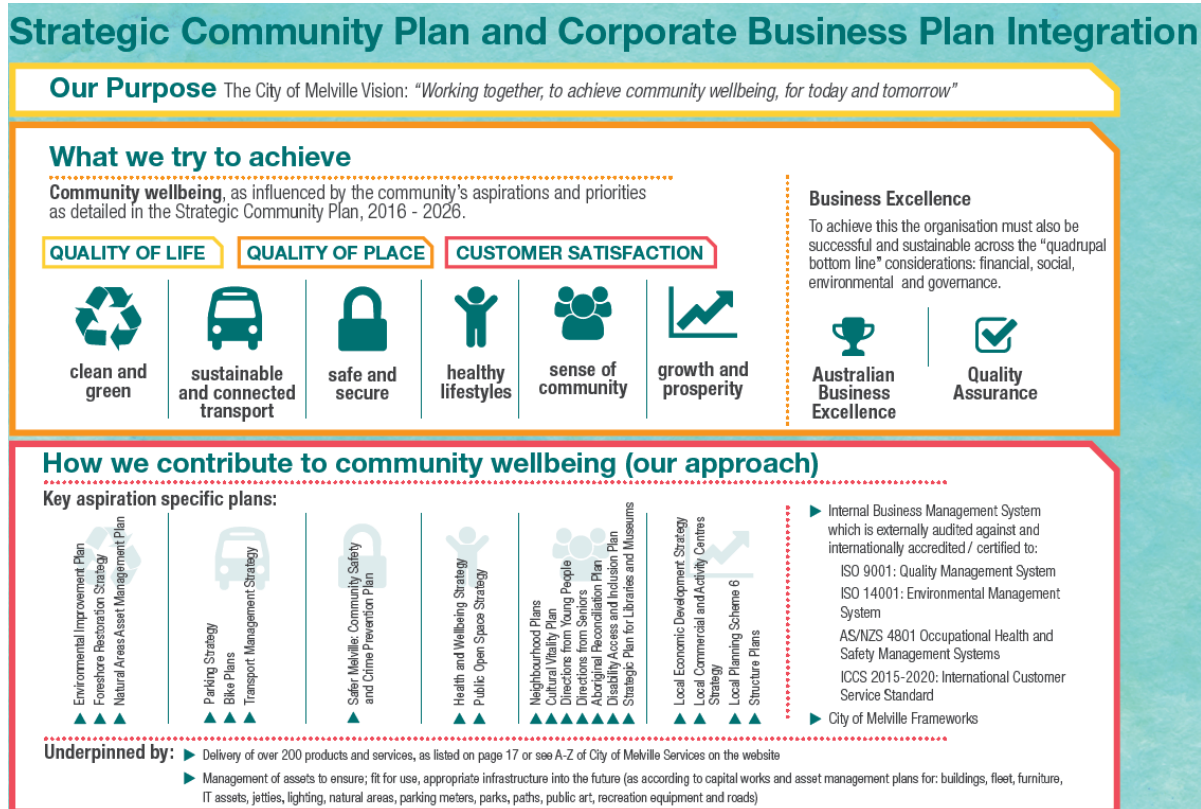 Strategic Community Plan and Corporate Business Plan Integration
Our Purpose The City of Melville Vision: “Working together, to achieve community wellbeing, for today and tomorrow”
What we try to achieve
Community wellbeing, as influenced by the community’s aspirations and priorities
as detailed in the Strategic Community Plan, 2016 - 2026.
QUALITY OF LIFE
QUALITY OF PLACE
CUSTOMER SATISFACTION
clean and
green
sustainable
and connected
transport
safe and
secure
healthy
lifestyles
sense of
community
growth and
prosperity
Business Excellence
To achieve this the organisation must also be
successful and sustainable across the “quadrupal
bottom line” considerations: financial, social,
environmental and governance.
Australian
Business
Excellence
Quality
Assurance
How we contribute to community wellbeing (our approach)
Key aspiration specific plans:
Environmental Improvement Plan
Foreshore Restoration Strategy
Natural Areas Asset Management Plan
Parking Strategy
Bike Plans
Transport Management Strategy
Safer Melville: Community Safety
and Crime Prevention Plan
Health and Wellbeing Strategy
Public Open Space Strategy
Neighbourhood Plans
Cultural Vitality Plan
Directions from Young People
Directions from Seniors
Aboriginal Reconciliation Plan
Disability Access and Inclusion Plan
Strategic Plan for Libraries and Museums
Local Economic Development Strategy
Local Commercial and Activity Centres
Strategy
Local Planning Scheme 6
Structure Plans
Internal Business Management System
which is externally audited against and
internationally accredited / certified to:
ISO 9001: Quality Management System
ISO 14001: Environmental Management
System
AS/NZS 4801 Occupational Health and
Safety Management Systems
ICCS 2015-2020: International Customer
Service Standard
City of Melville Frameworks
Underpinned by:
Delivery of over 200 products and services, as listed on page 17 or see A-Z of City of Melville Services on the website
Management of assets to ensure; fit for use, appropriate infrastructure into the future (as according to capital works and asset management plans for: buildings, fleet, furniture,
IT assets, jetties, lighting, natural areas, parking meters, parks, paths, public art, recreation equipment and roads)